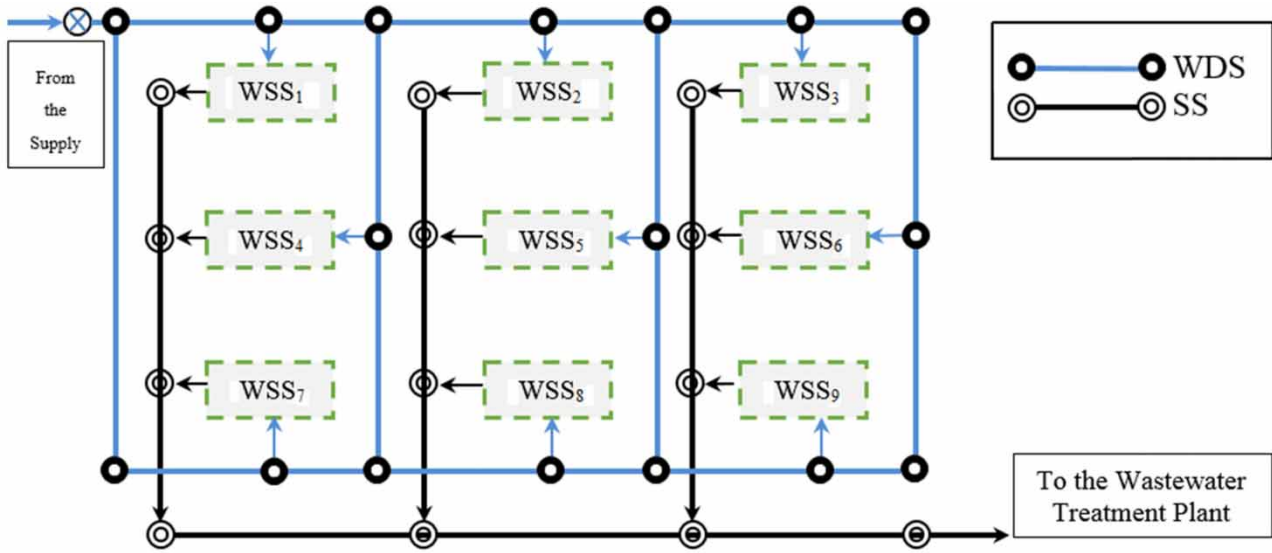 From
the
Supply
WSS₁
WSS₂
WSS₃
WDS
SS
WSS₄
WSS₅
WSS₆
WSS₇
WSS₈
WSS₉
To the Wastewater
Treatment Plant